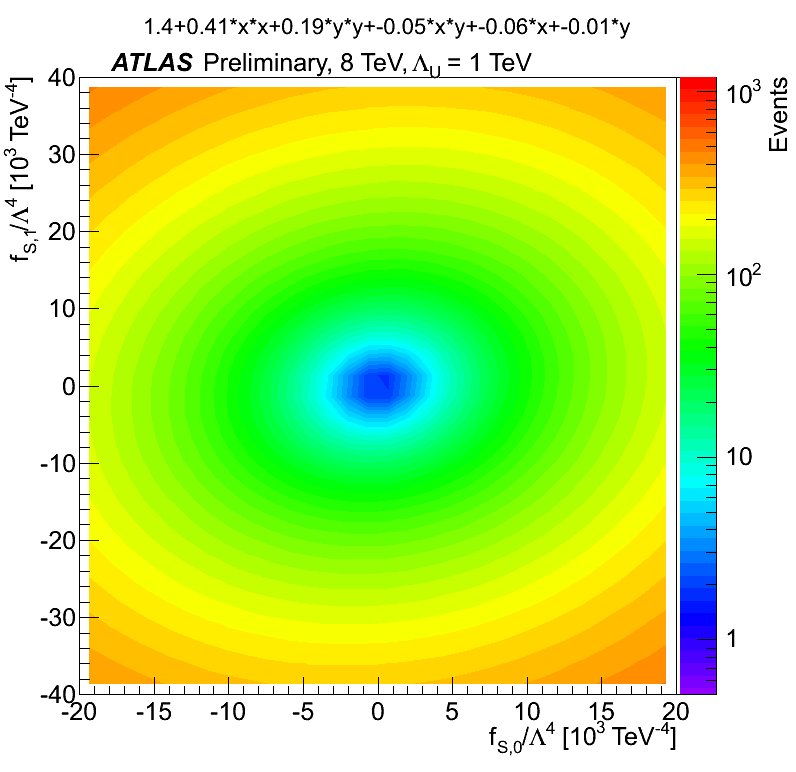 1.4+0.41*x*x+0.19*y*y+-0.05*x*y+-0.06*x+-0.01*y
ATLAS Preliminary, 8 TeV, Λ_U = 1 TeV
f_S,1/Λ^4 [10^3 TeV^-4]
40
30
20
10
0
-10
-20
-30
-40
-20 -15 -10 -5 0 5 10 15 20
f_S,0/Λ^4 [10^3 TeV^-4]
Events
10^3
10^2
10
1